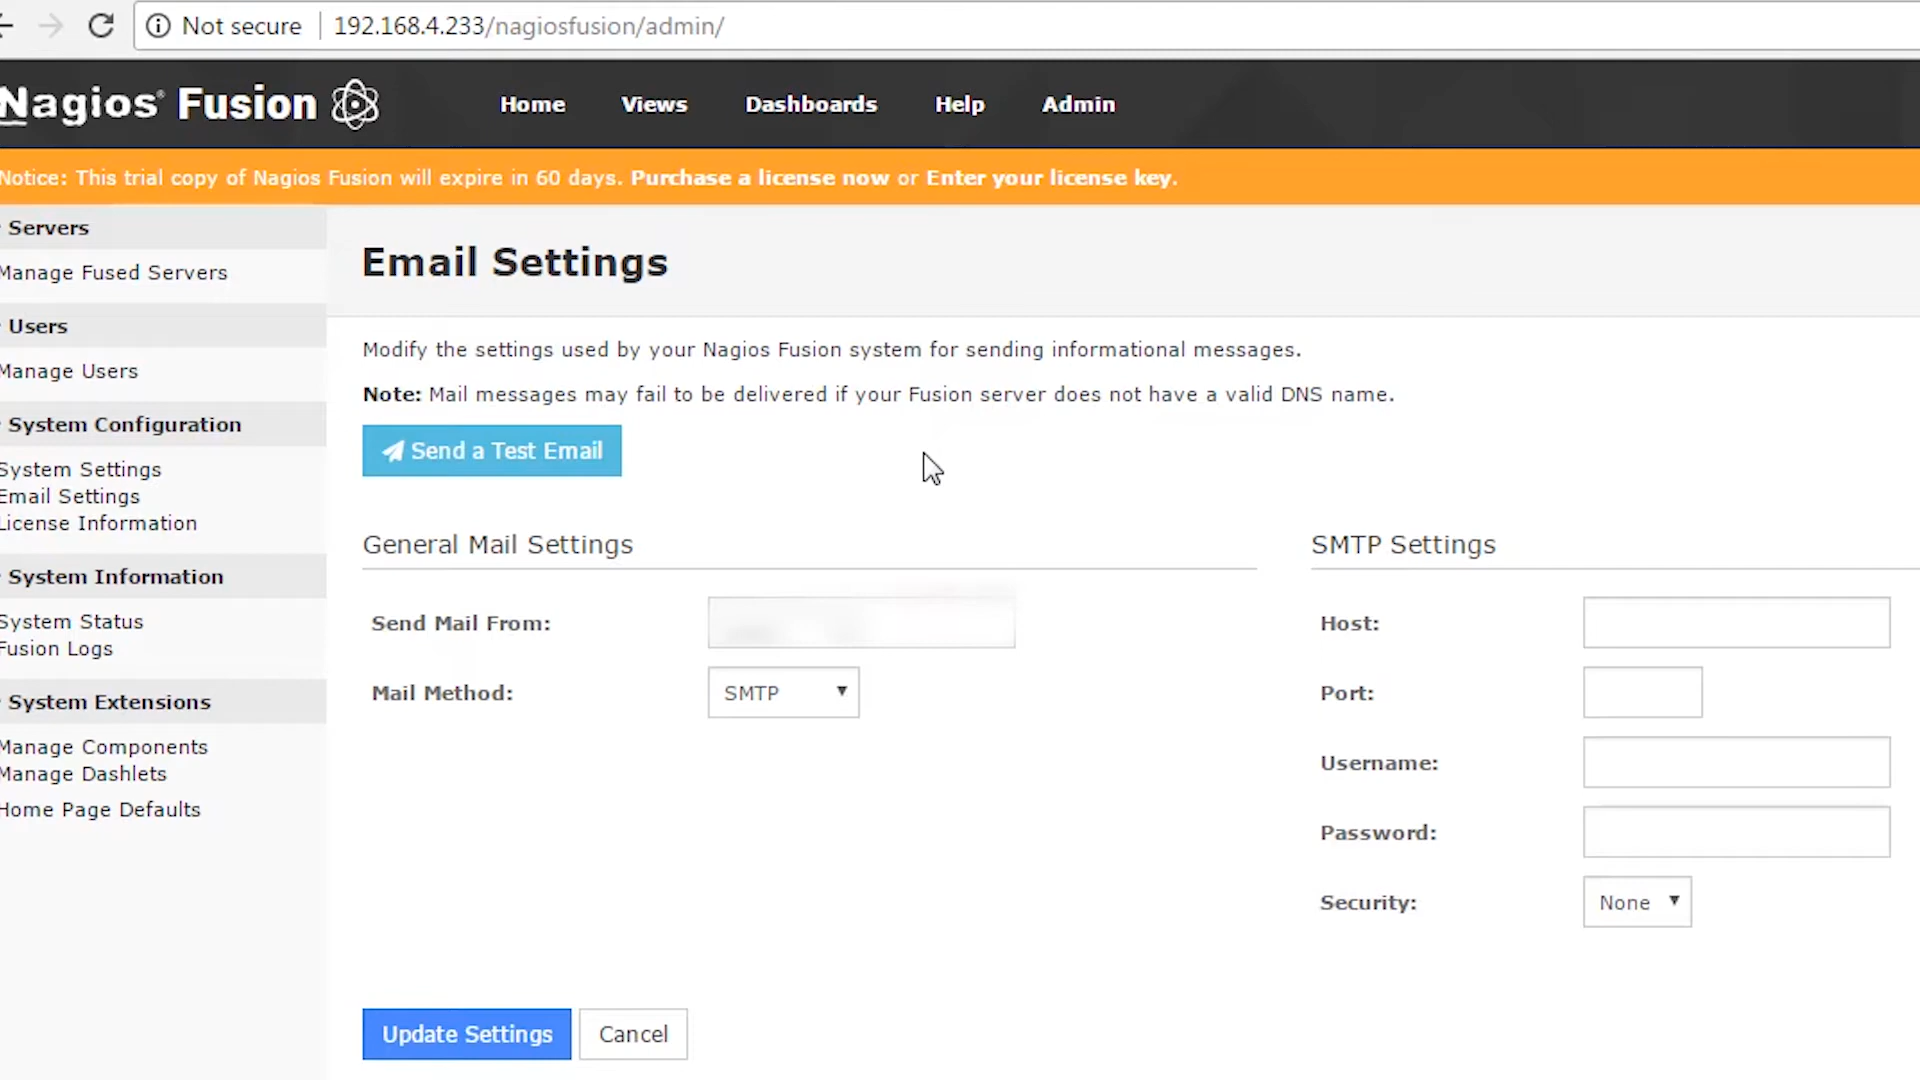 Not secure 192.168.4.233/nagiosfusion/admin/
Nagios® Fusion Home Views Dashboards Help Admin
Notice: This trial copy of Nagios Fusion will expire in 60 days. Purchase a license now or Enter your license key.
Servers
Manage Fused Servers
Users
Manage Users
System Configuration
System Settings
Email Settings
License Information
System Information
System Status
Fusion Logs
System Extensions
Manage Components
Manage Dashlets
Home Page Defaults
Email Settings
Modify the settings used by your Nagios Fusion system for sending informational messages.
Note: Mail messages may fail to be delivered if your Fusion server does not have a valid DNS name.
Send a Test Email
General Mail Settings
Send Mail From:
Mail Method: SMTP
SMTP Settings
Host:
Port:
Username:
Password:
Security: None
Update Settings Cancel